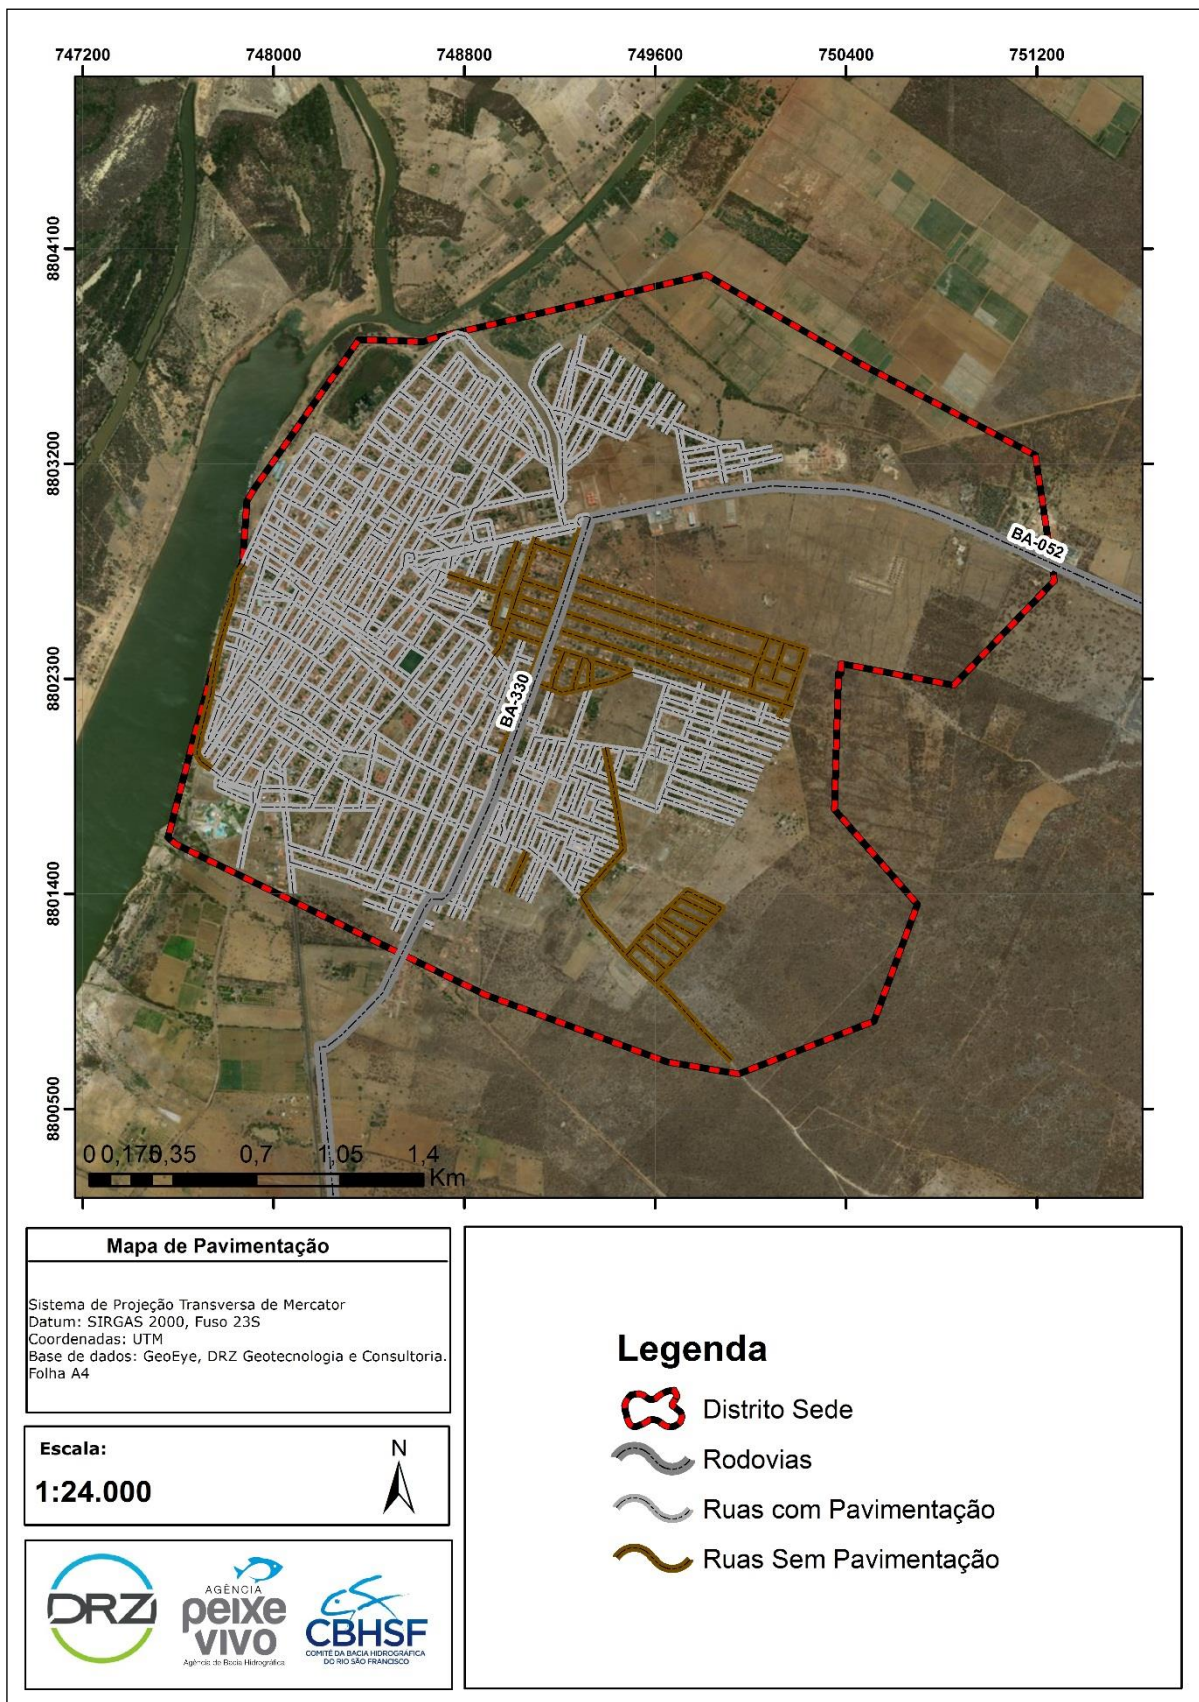 747200 748000 748800 749600 750400 751200
8804100
8803200
8802300
8801400
8800500
BA-052
BA-330
0 0,175 0,35 0,7 1,05 1,4
Km
Mapa de Pavimentação
Sistema de Projeção Transversa de Mercator
Datum: SIRGAS 2000, Fuso 23S
Coordenadas: UTM
Base de dados: GeoEye, DRZ Geotecnologia e Consultoria.
Folha A4
Escala:
1:24.000
N
Legenda
Distrito Sede
Rodovias
Ruas com Pavimentação
Ruas Sem Pavimentação
DRZ
AGÊNCIA
peixe
vivo
Agência de Bacia Hidrográfica
CBHSF
COMITÊ DA BACIA HIDROGRÁFICA
DO RIO SÃO FRANCISCO